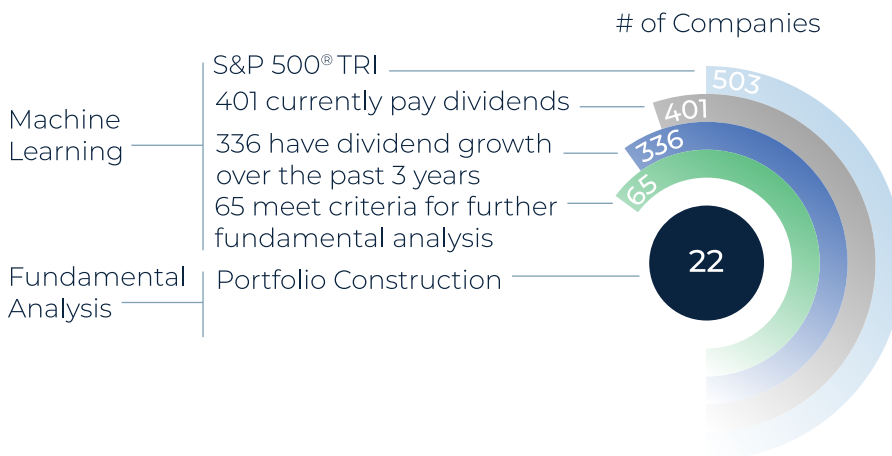 # of Companies
Machine
Learning
S&P 500® TRI
401 currently pay dividends
336 have dividend growth
over the past 3 years
65 meet criteria for further
fundamental analysis
Fundamental
Analysis
Portfolio Construction
503
401
336
65
22